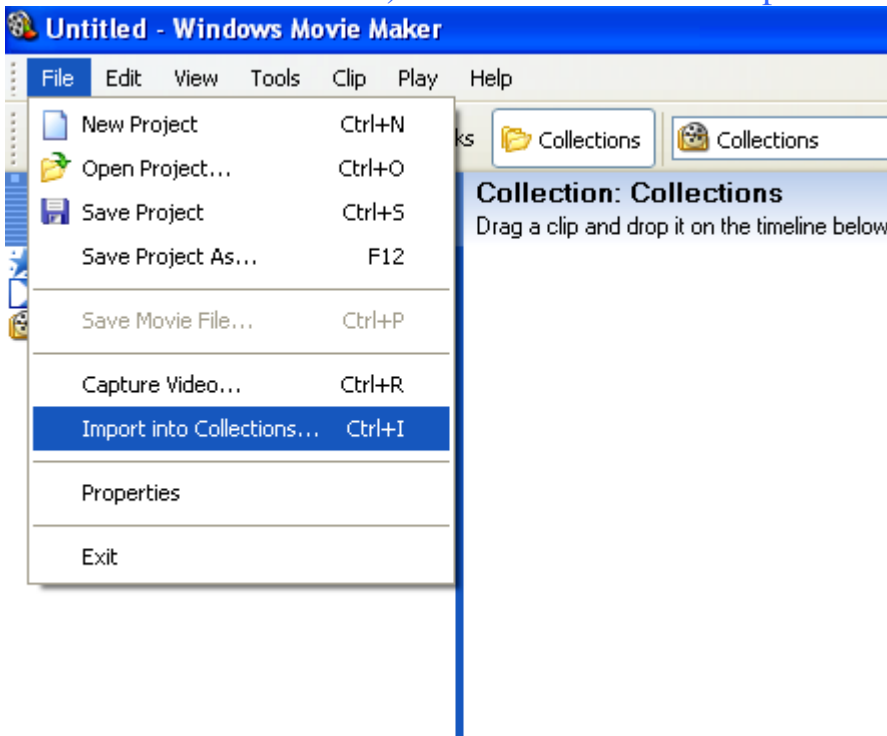 Untitled - Windows Movie Maker
File Edit View Tools Clip Play Help
Collections Collections
New Project Ctrl+N
Open Project... Ctrl+O
Save Project Ctrl+S
Save Project As... F12
Save Movie File... Ctrl+P
Capture Video... Ctrl+R
Import into Collections... Ctrl+I
Properties
Exit
Collection: Collections
Drag a clip and drop it on the timeline below